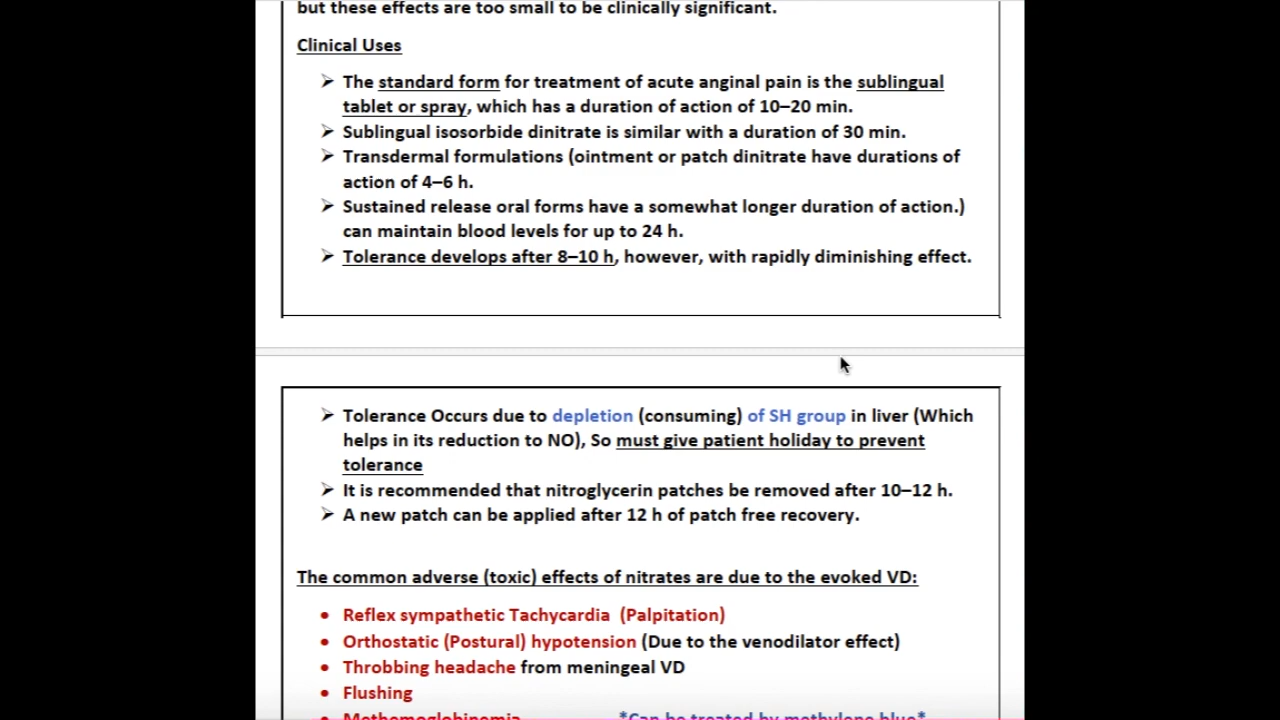 but these effects are too small to be clinically significant.
Clinical Uses
➢ The standard form for treatment of acute anginal pain is the sublingual
tablet or spray, which has a duration of action of 10–20 min.
➢ Sublingual isosorbide dinitrate is similar with a duration of 30 min.
➢ Transdermal formulations (ointment or patch dinitrate have durations of
action of 4–6 h.
➢ Sustained release oral forms have a somewhat longer duration of action.)
can maintain blood levels for up to 24 h.
➢ Tolerance develops after 8–10 h, however, with rapidly diminishing effect.
➢ Tolerance Occurs due to depletion (consuming) of SH group in liver (Which
helps in its reduction to NO), So must give patient holiday to prevent
tolerance
➢ It is recommended that nitroglycerin patches be removed after 10–12 h.
➢ A new patch can be applied after 12 h of patch free recovery.
The common adverse (toxic) effects of nitrates are due to the evoked VD:
• Reflex sympathetic Tachycardia (Palpitation)
• Orthostatic (Postural) hypotension (Due to the venodilator effect)
• Throbbing headache from meningeal VD
• Flushing
• Methemoglobinemia *Can be treated by methylene blue*